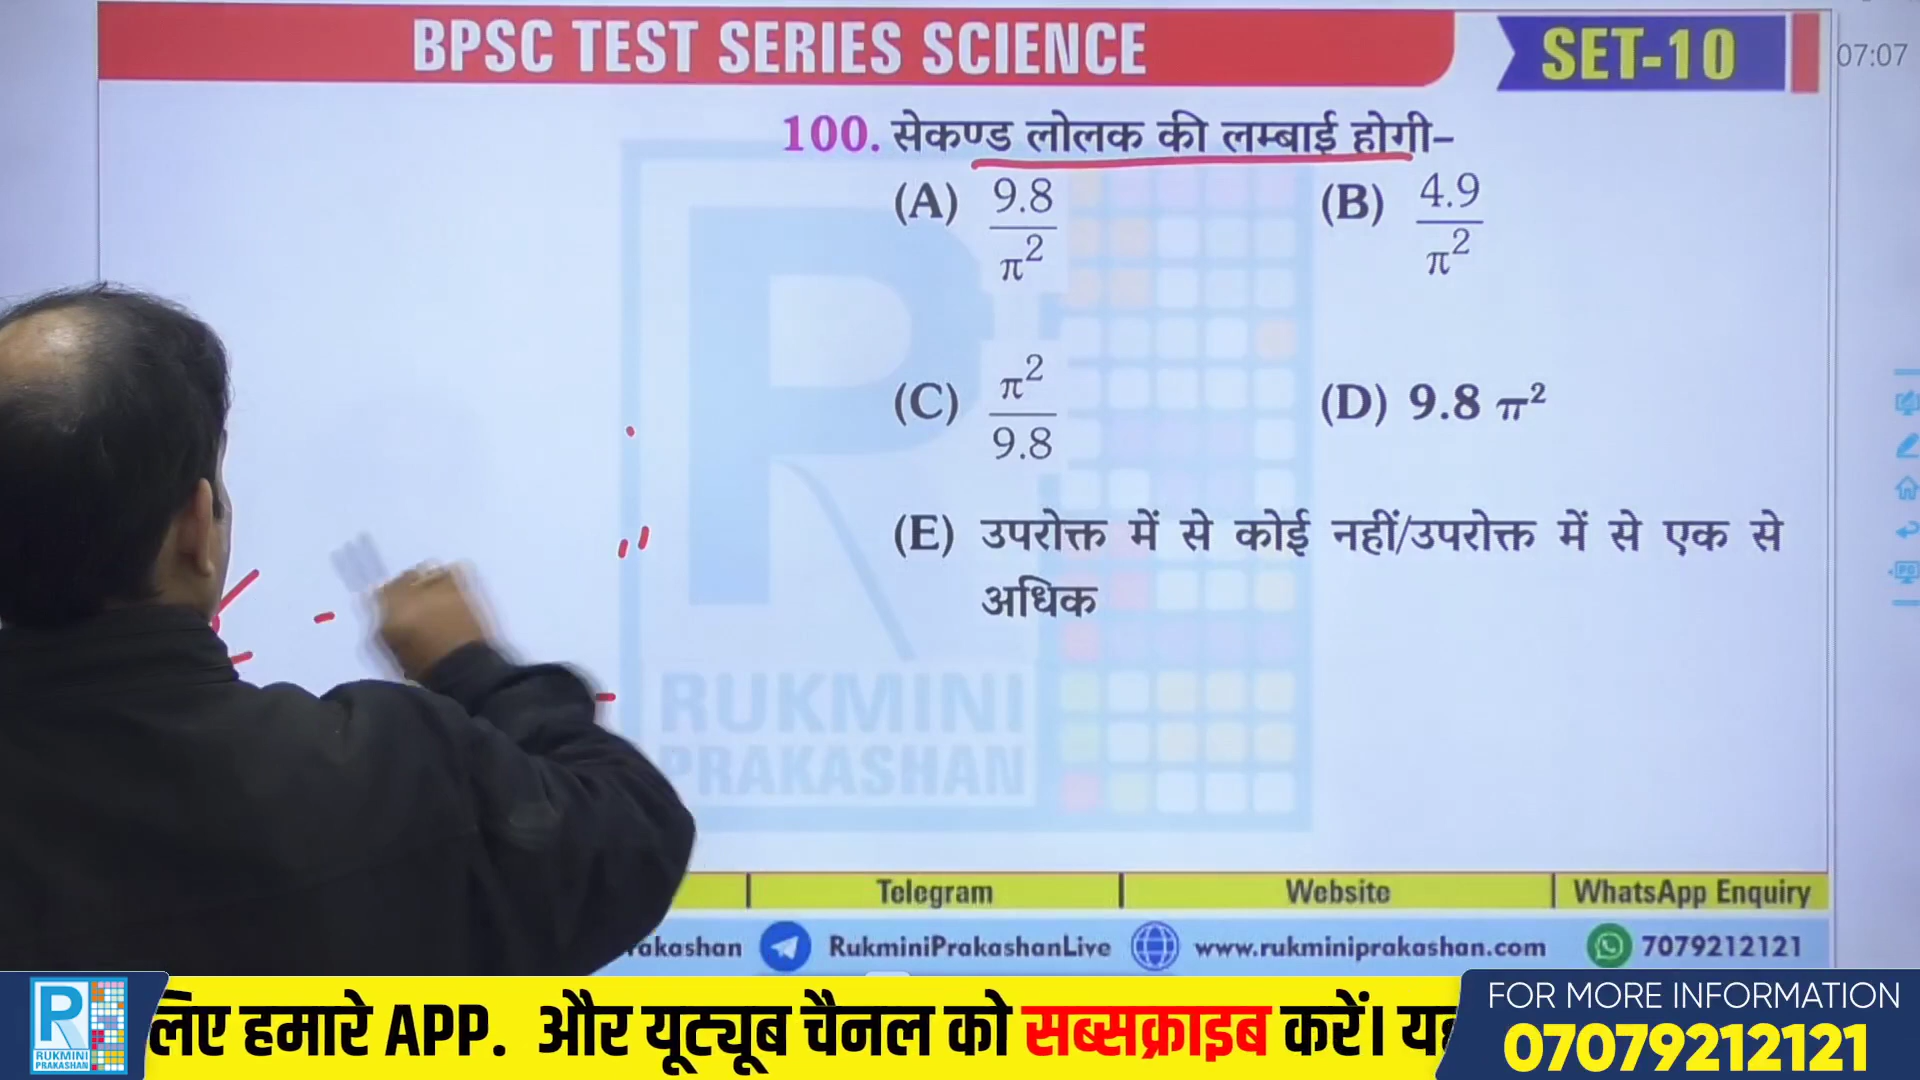 BPSC TEST SERIES SCIENCE
SET-10
07:07
100. सेकण्ड लोलक की लम्बाई होगी–
(A) 9.8/π² (B) 4.9/π²
(C) π²/9.8 (D) 9.8 π²
(E) उपरोक्त में से कोई नहीं/उपरोक्त में से एक से
अधिक
RUKMINI
PRAKASHAN
Telegram Website WhatsApp Enquiry
akashan RukminiPrakashanLive www.rukminiprakashan.com 7079212121
R RUKMINI PRAKASHAN
लिए हमारे APP. और यूट्यूब चैनल को सब्सक्राइब करें।
FOR MORE INFORMATION
07079212121